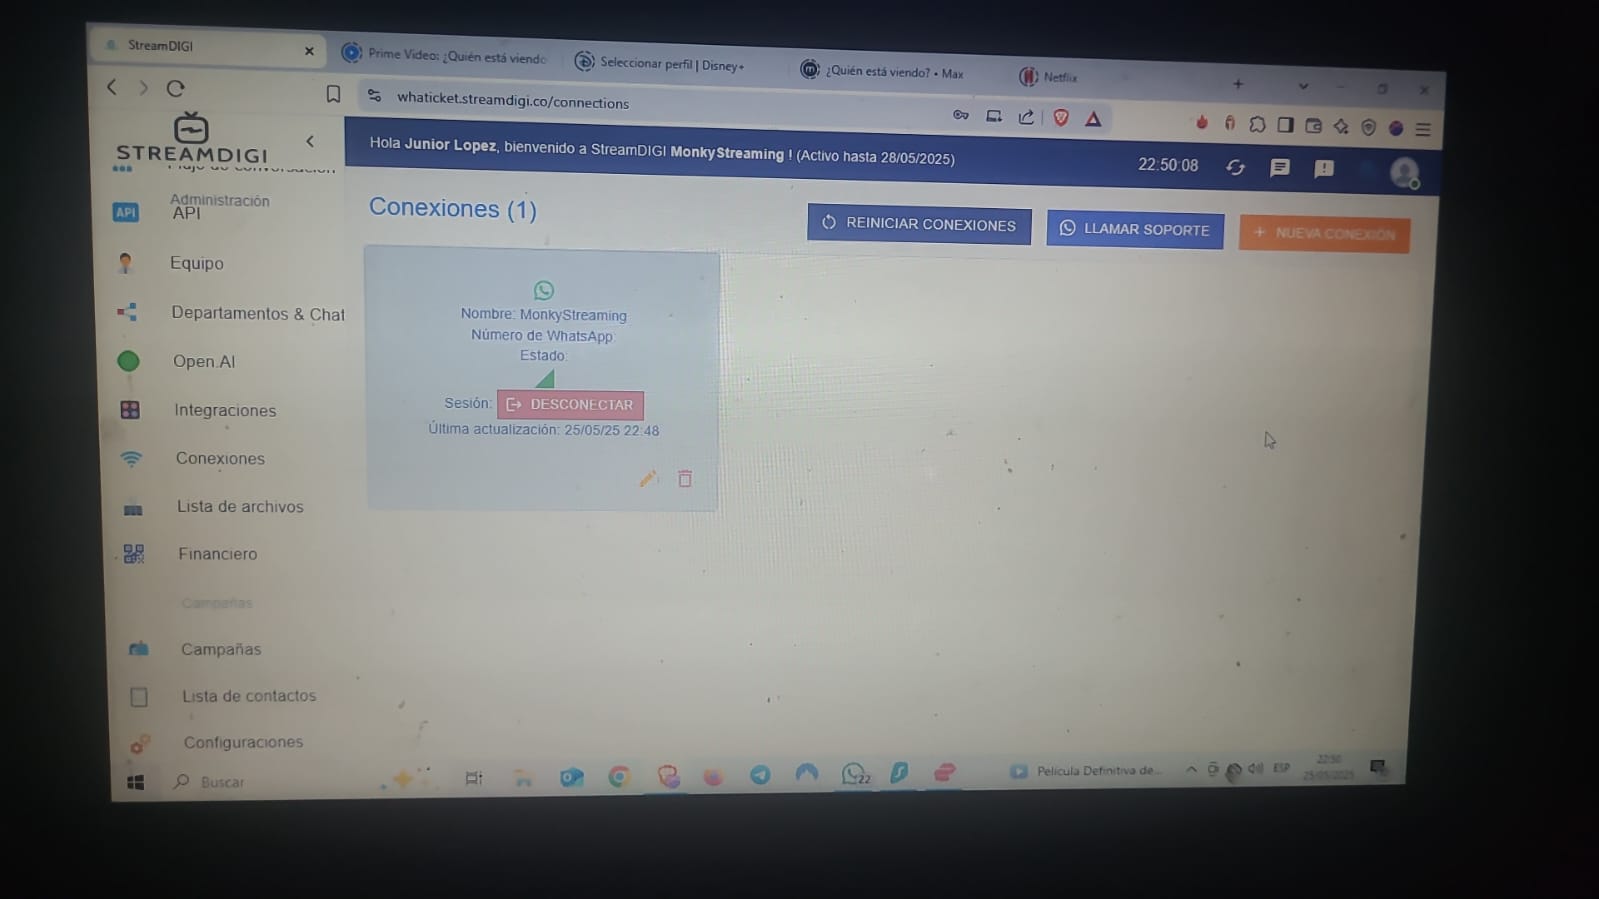 StreamDIGI
Prime Video: ¿Quién está viendo
Seleccionar perfil | Disney+
¿Quién está viendo? • Max
Netflix
whaticket.streamdigi.co/connections
STREAMDIGI
Hola Junior Lopez, bienvenido a StreamDIGI MonkyStreaming ! (Activo hasta 28/05/2025)
22:50:08
Administración
API
API
Equipo
Departamentos & Chat
Open.AI
Integraciones
Conexiones
Lista de archivos
Financiero
Campañas
Campañas
Lista de contactos
Configuraciones
Conexiones (1)
REINICIAR CONEXIONES
LLAMAR SOPORTE
+ NUEVA CONEXIÓN
Nombre: MonkyStreaming
Número de WhatsApp:
Estado:
Sesión: DESCONECTAR
Última actualización: 25/05/25 22:48
Buscar
22
Película Definitiva de...
ESP
22:50
25/05/2025